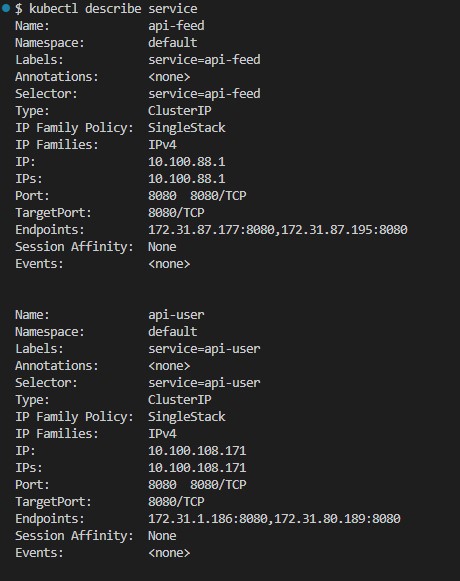 $ kubectl describe service
Name:              api-feed
Namespace:         default
Labels:            service=api-feed
Annotations:       <none>
Selector:          service=api-feed
Type:              ClusterIP
IP Family Policy:  SingleStack
IP Families:       IPv4
IP:                10.100.88.1
IPs:               10.100.88.1
Port:              8080  8080/TCP
TargetPort:        8080/TCP
Endpoints:         172.31.87.177:8080,172.31.87.195:8080
Session Affinity:  None
Events:            <none>

Name:              api-user
Namespace:         default
Labels:            service=api-user
Annotations:       <none>
Selector:          service=api-user
Type:              ClusterIP
IP Family Policy:  SingleStack
IP Families:       IPv4
IP:                10.100.108.171
IPs:               10.100.108.171
Port:              8080  8080/TCP
TargetPort:        8080/TCP
Endpoints:         172.31.1.186:8080,172.31.80.189:8080
Session Affinity:  None
Events:            <none>